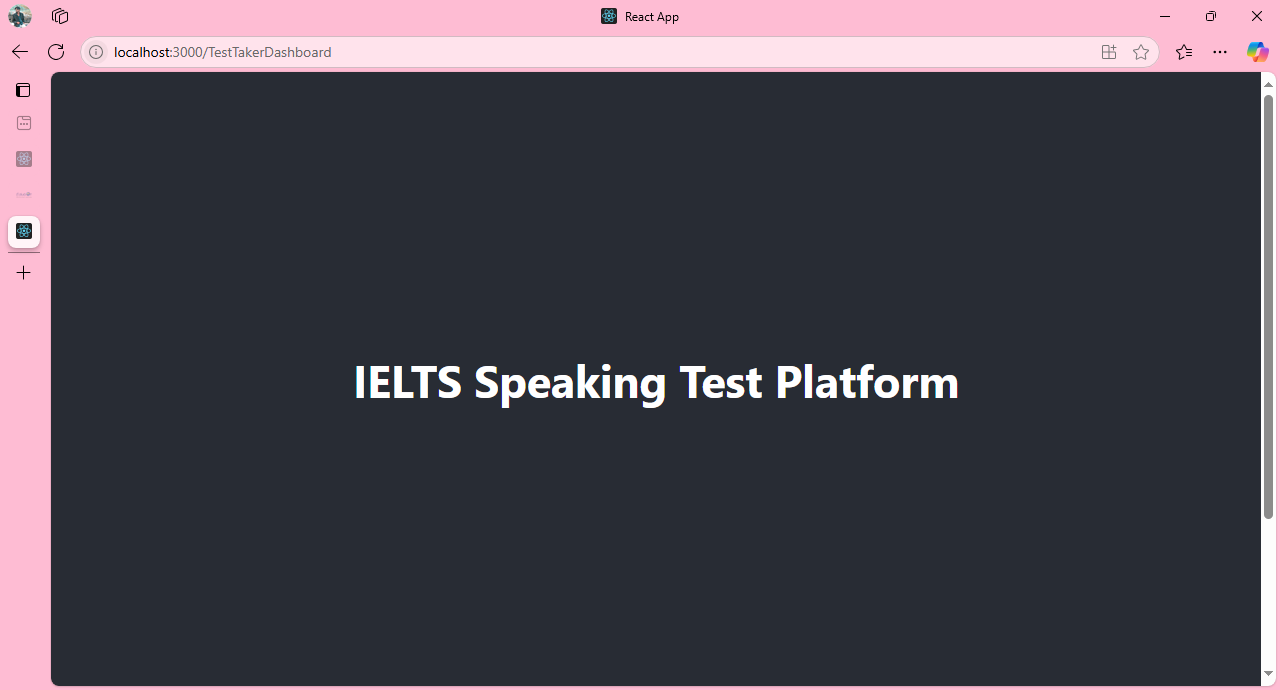 React App
localhost:3000/TestTakerDashboard
IELTS Speaking Test Platform